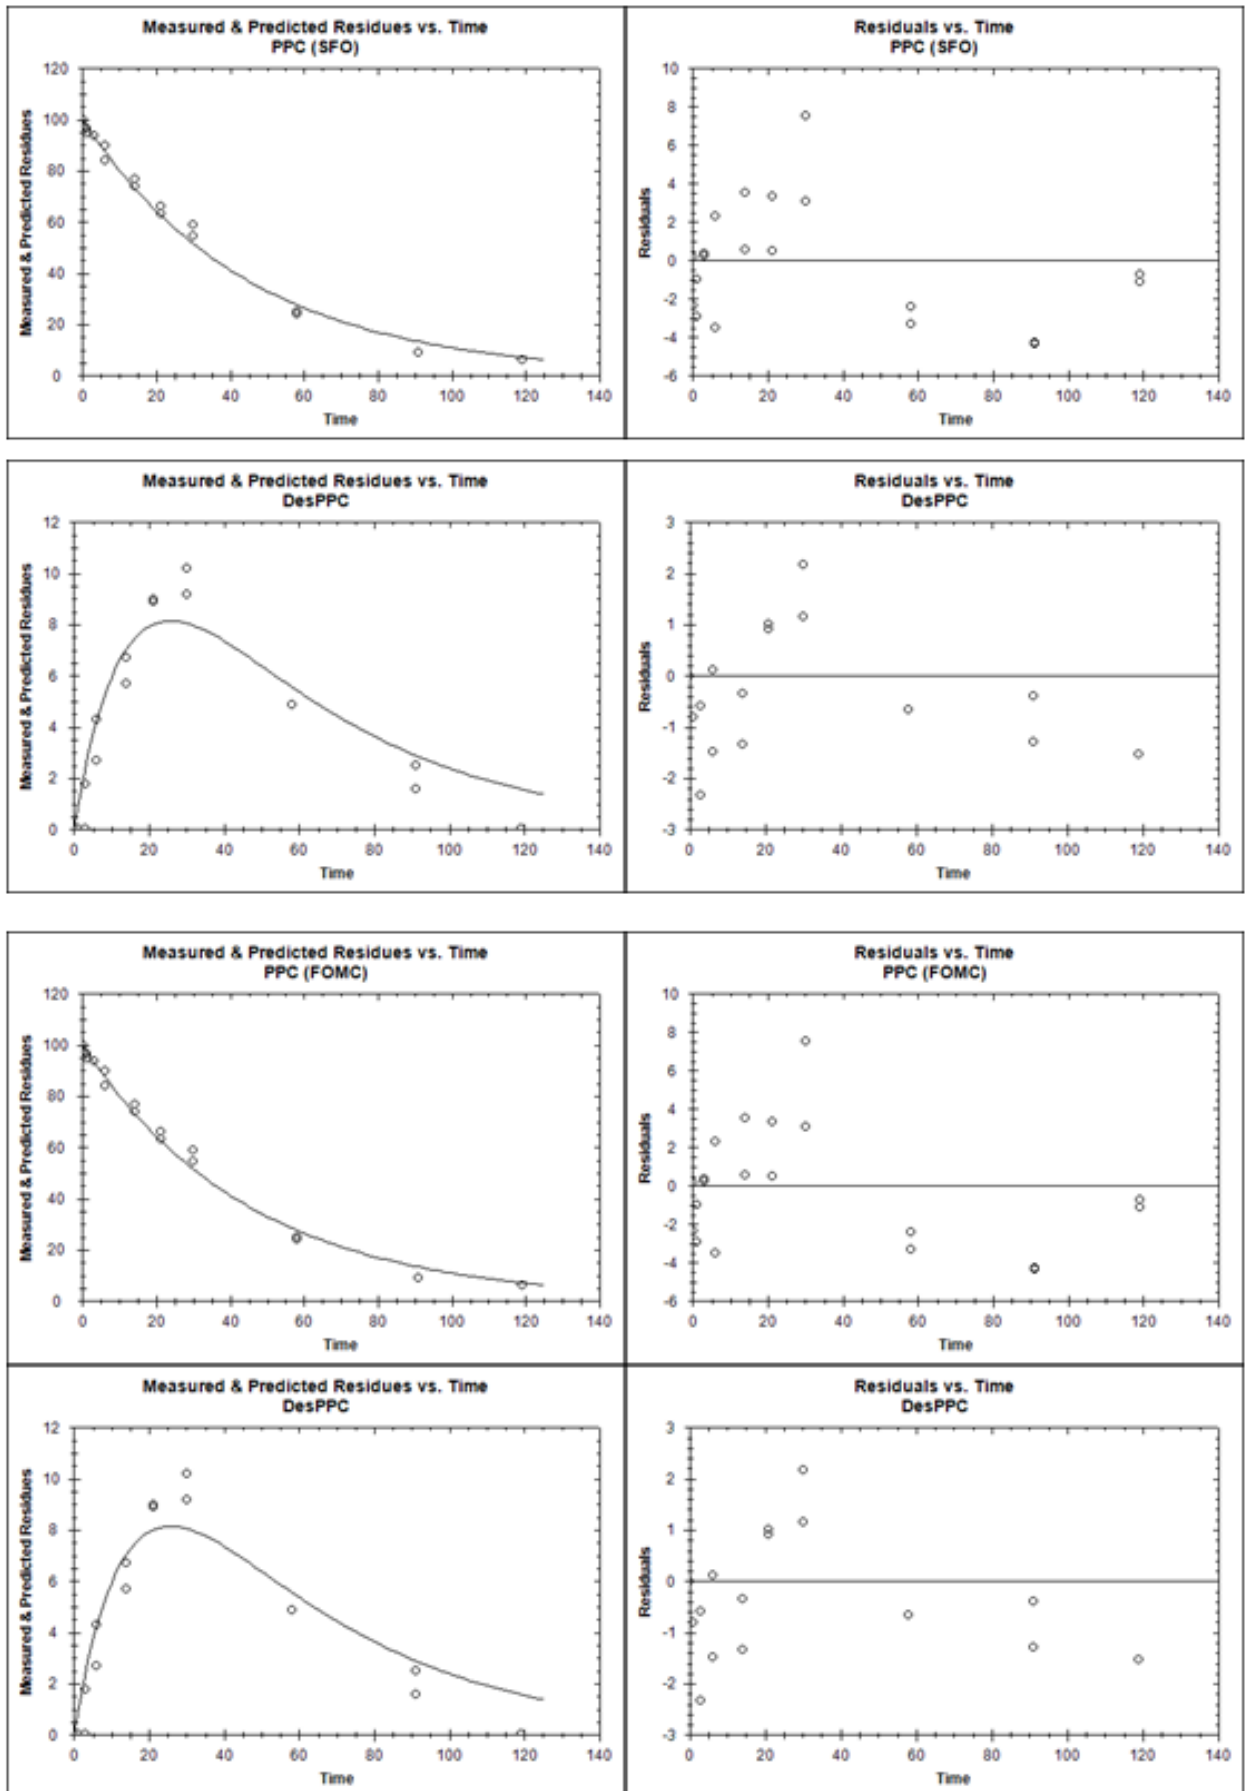 Measured & Predicted Residues vs. Time
PPC (SFO)
120
100
80
60
40
20
0
Measured & Predicted Residues
0 20 40 60 80 100 120 140
Time
Residuals vs. Time
PPC (SFO)
10
8
6
4
2
0
-2
-4
-6
Residuals
0 20 40 60 80 100 120 140
Time
Measured & Predicted Residues vs. Time
DesPPC
12
10
8
6
4
2
0
Measured & Predicted Residues
0 20 40 60 80 100 120 140
Time
Residuals vs. Time
DesPPC
3
2
1
0
-1
-2
-3
Residuals
0 20 40 60 80 100 120 140
Time
Measured & Predicted Residues vs. Time
PPC (FOMC)
120
100
80
60
40
20
0
Measured & Predicted Residues
0 20 40 60 80 100 120 140
Time
Residuals vs. Time
PPC (FOMC)
10
8
6
4
2
0
-2
-4
-6
Residuals
0 20 40 60 80 100 120 140
Time
Measured & Predicted Residues vs. Time
DesPPC
12
10
8
6
4
2
0
Measured & Predicted Residues
0 20 40 60 80 100 120 140
Time
Residuals vs. Time
DesPPC
3
2
1
0
-1
-2
-3
Residuals
0 20 40 60 80 100 120 140
Time